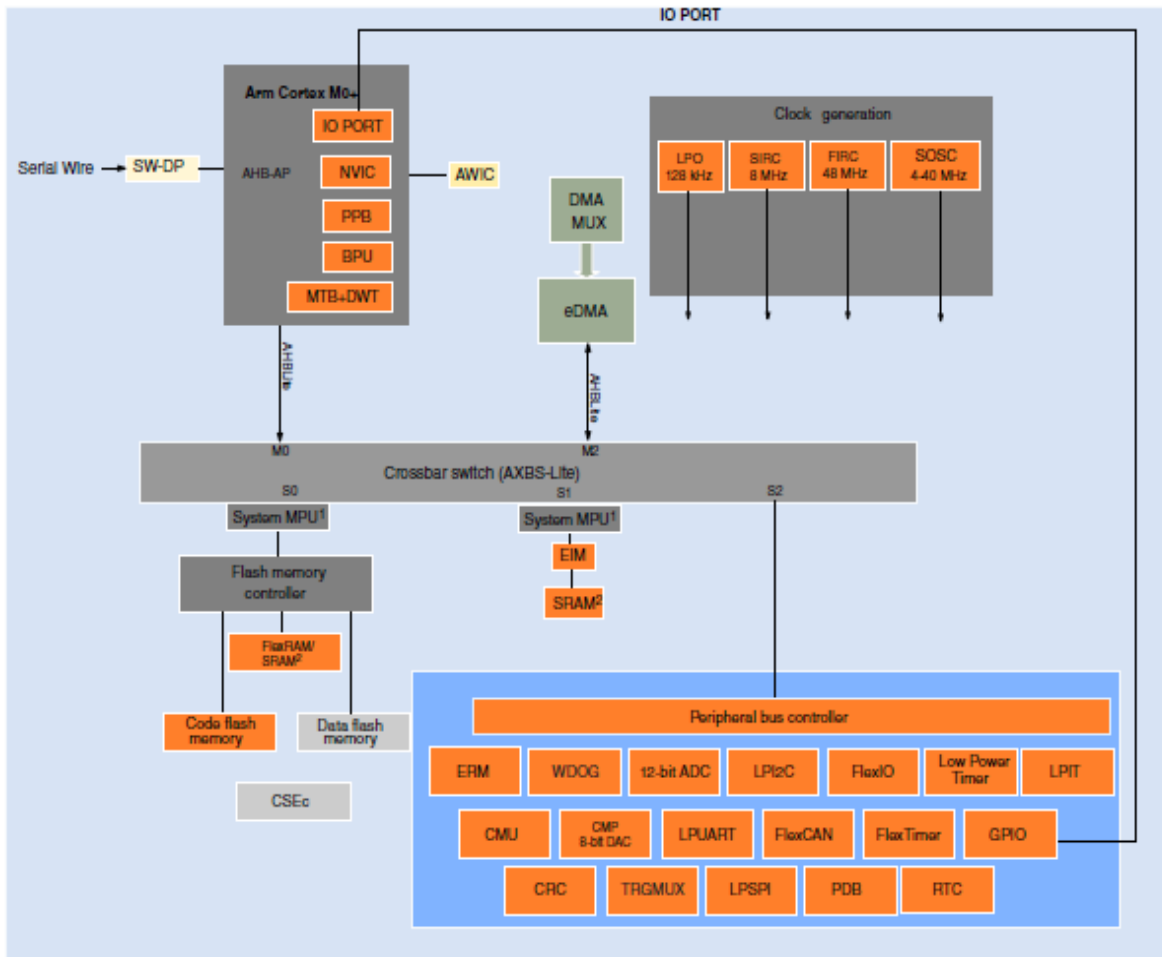 IO PORT
Arm Cortex M0+
IO PORT
Serial Wire
SW-DP
AHB-AP
NVIC
AWIC
PPB
BPU
MTB+DWT
DMA
MUX
eDMA
Clock generation
LPO
128 kHz
SIRC
8 MHz
FIRC
48 MHz
SOSC
4-40 MHz
AHBLite
AHBLite
M0
M2
Crossbar switch (AXBS-Lite)
S0
S1
S2
System MPU1
System MPU1
EIM
SRAM2
Flash memory
controller
FlexRAM/
SRAM2
Code flash
memory
Data flash
memory
CSEc
Peripheral bus controller
ERM
WDOG
12-bit ADC
LPI2C
FlexIO
Low Power
Timer
LPIT
CMU
CMP
8-bit DAC
LPUART
FlexCAN
FlexTimer
GPIO
CRC
TRGMUX
LPSPI
PDB
RTC